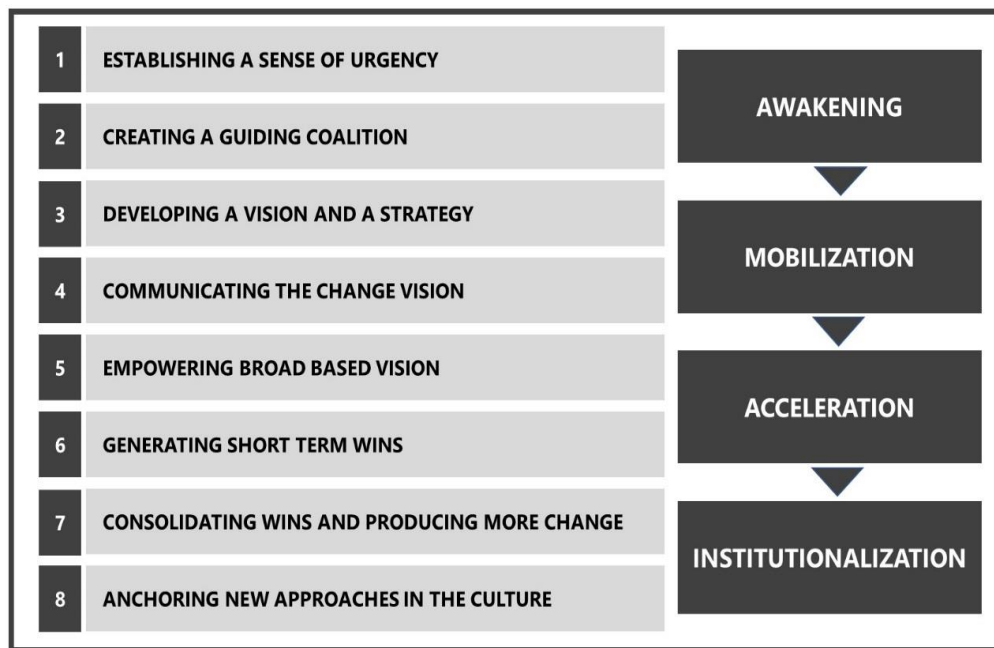 1 ESTABLISHING A SENSE OF URGENCY
2 CREATING A GUIDING COALITION
3 DEVELOPING A VISION AND A STRATEGY
4 COMMUNICATING THE CHANGE VISION
5 EMPOWERING BROAD BASED VISION
6 GENERATING SHORT TERM WINS
7 CONSOLIDATING WINS AND PRODUCING MORE CHANGE
8 ANCHORING NEW APPROACHES IN THE CULTURE
AWAKENING
MOBILIZATION
ACCELERATION
INSTITUTIONALIZATION